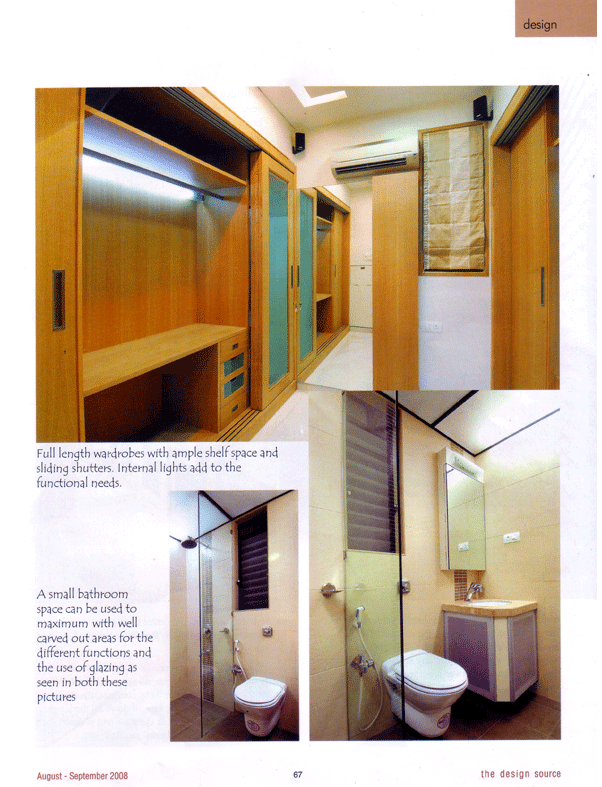 design
Full length wardrobes with ample shelf space and
sliding shutters. Internal lights add to the
functional needs.
A small bathroom
space can be used to
maximum with well
carved out areas for the
different functions and
the use of glazing as
seen in both these
pictures
August - September 2008
67
the design source